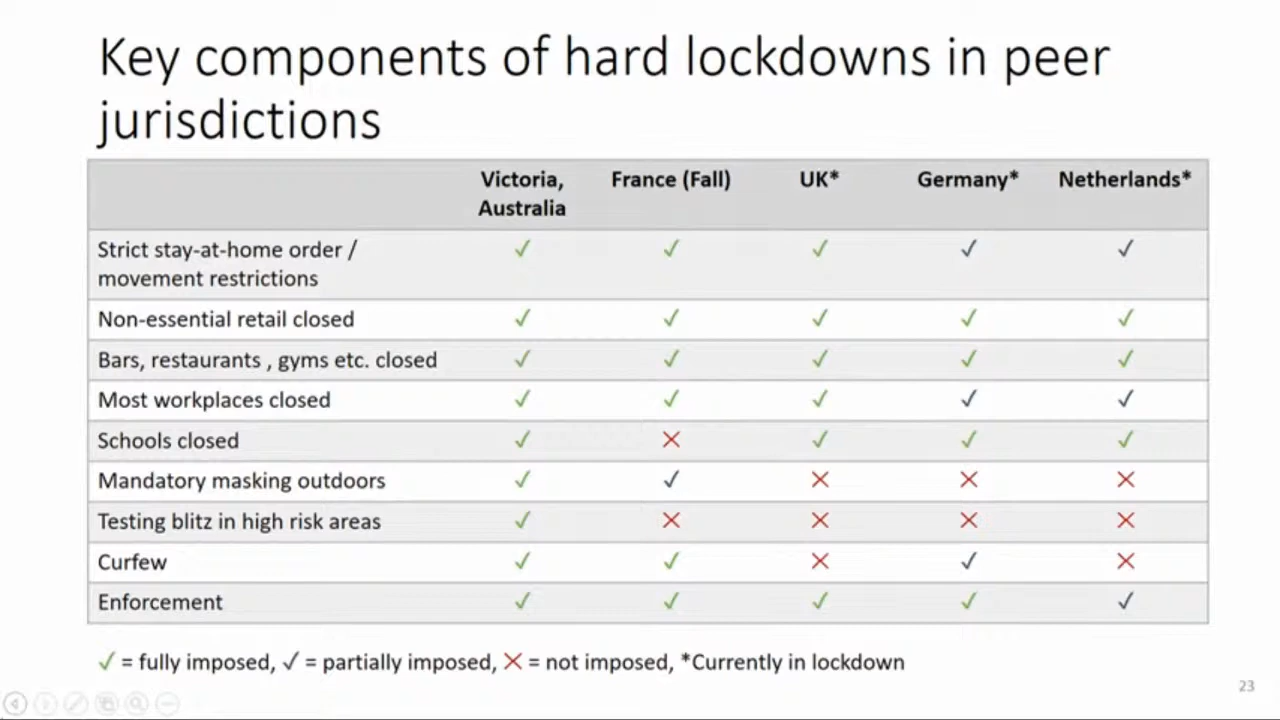 Key components of hard lockdowns in peer
jurisdictions
Victoria, Australia France (Fall) UK* Germany* Netherlands*
Strict stay-at-home order / movement restrictions ✓ ✓ ✓ ✓ ✓
Non-essential retail closed ✓ ✓ ✓ ✓ ✓
Bars, restaurants , gyms etc. closed ✓ ✓ ✓ ✓ ✓
Most workplaces closed ✓ ✓ ✓ ✓ ✓
Schools closed ✓ ✕ ✓ ✓ ✓
Mandatory masking outdoors ✓ ✓ ✕ ✕ ✕
Testing blitz in high risk areas ✓ ✕ ✕ ✕ ✕
Curfew ✓ ✓ ✕ ✓ ✕
Enforcement ✓ ✓ ✓ ✓ ✓
✓ = fully imposed, ✓ = partially imposed, ✕ = not imposed, *Currently in lockdown
23